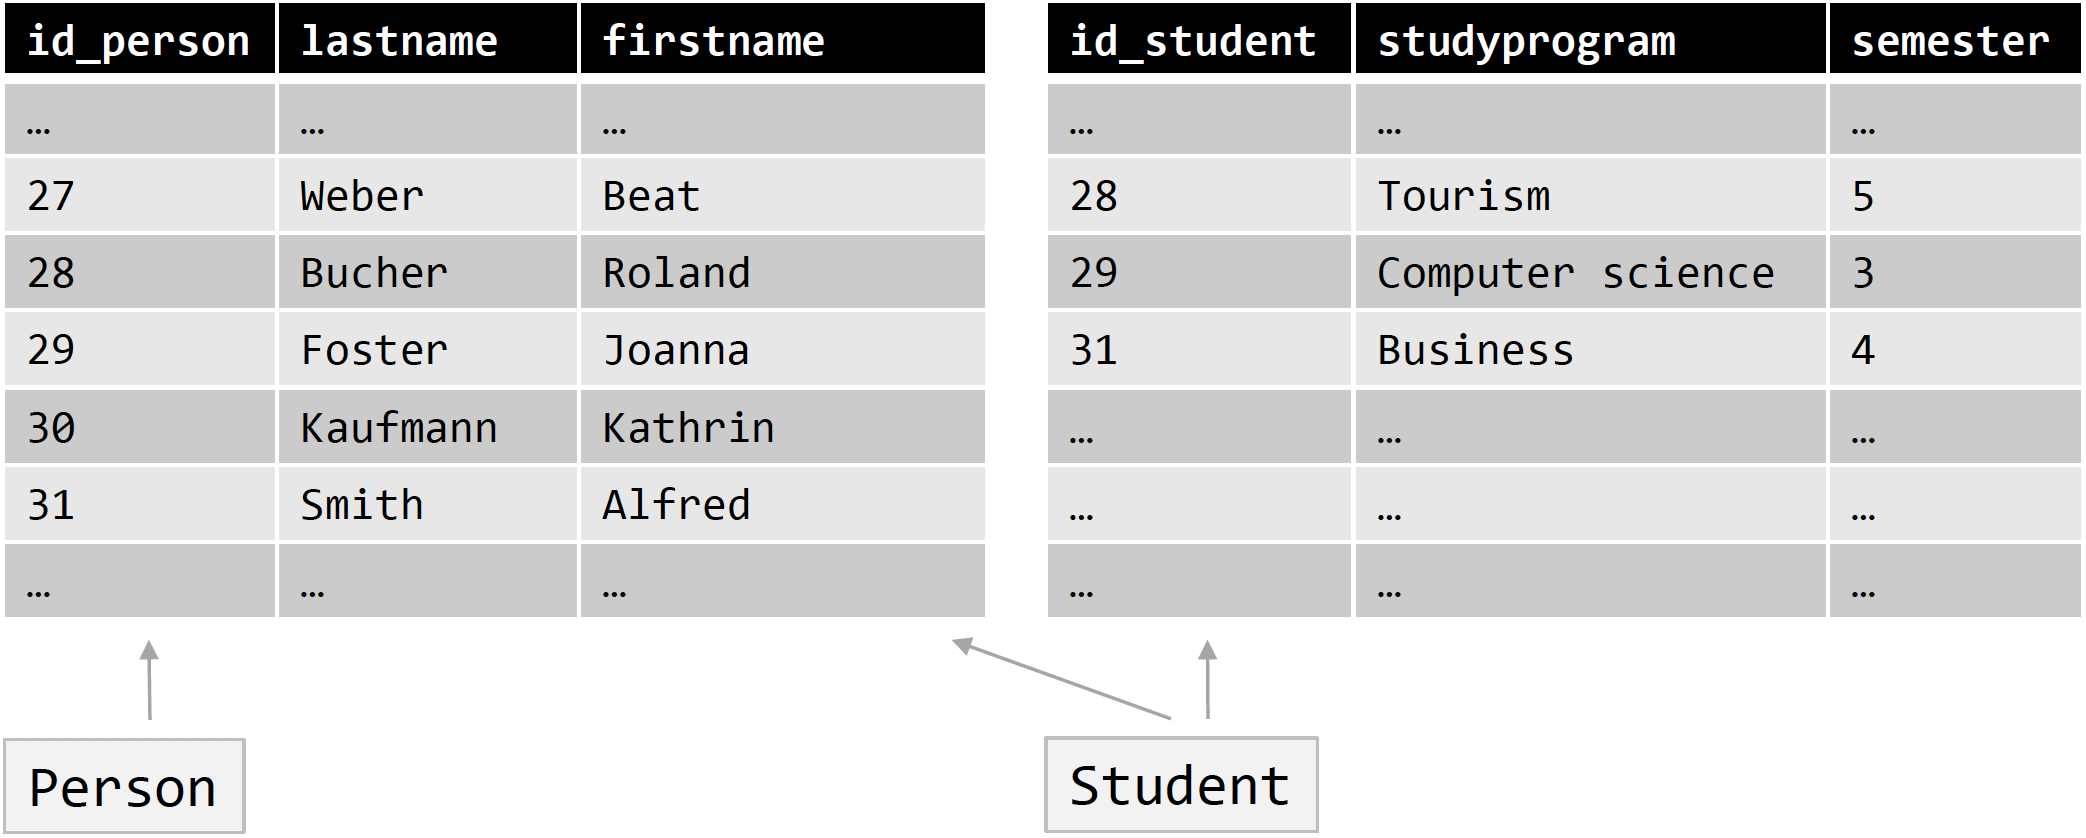 id_person lastname firstname id_student studyprogram semester
… … … … … …
27 Weber Beat 28 Tourism 5
28 Bucher Roland 29 Computer science 3
29 Foster Joanna 31 Business 4
30 Kaufmann Kathrin … … …
31 Smith Alfred … … …
… … … … … …
Person Student